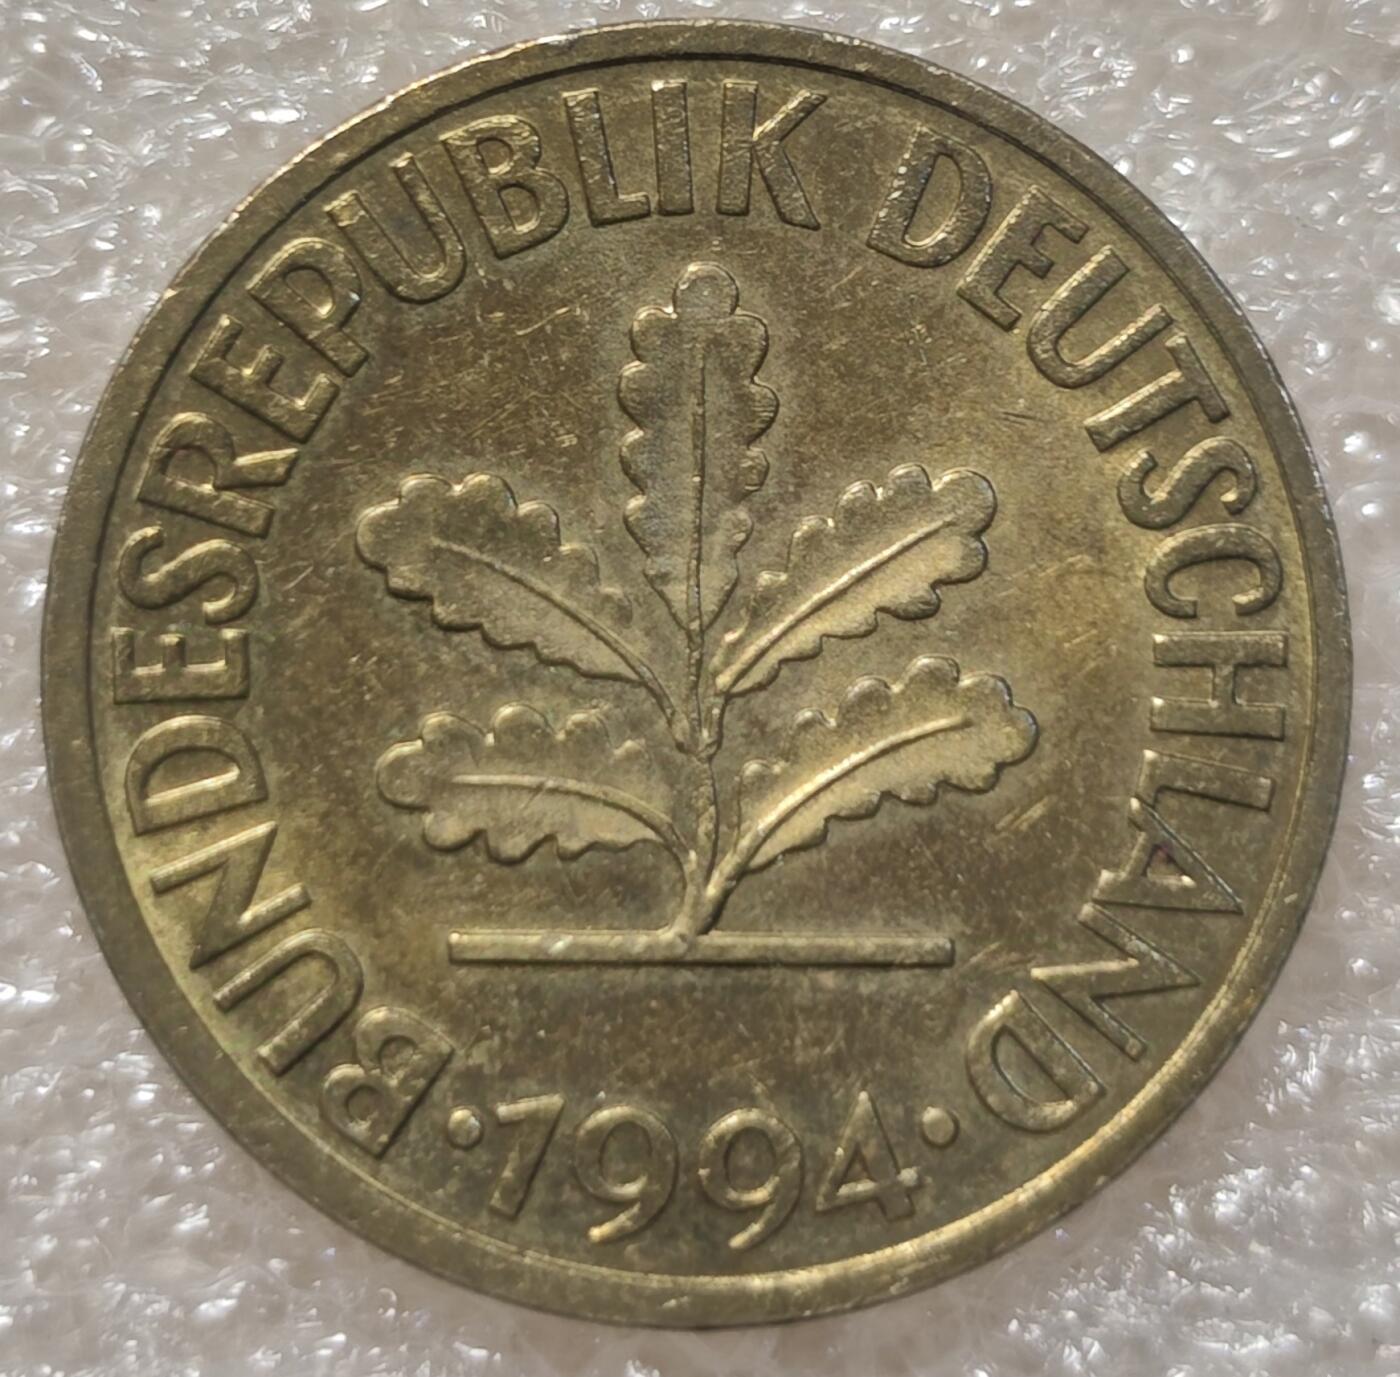 BUNDESREPUBLIK DEUTSCHLAND
·1994·